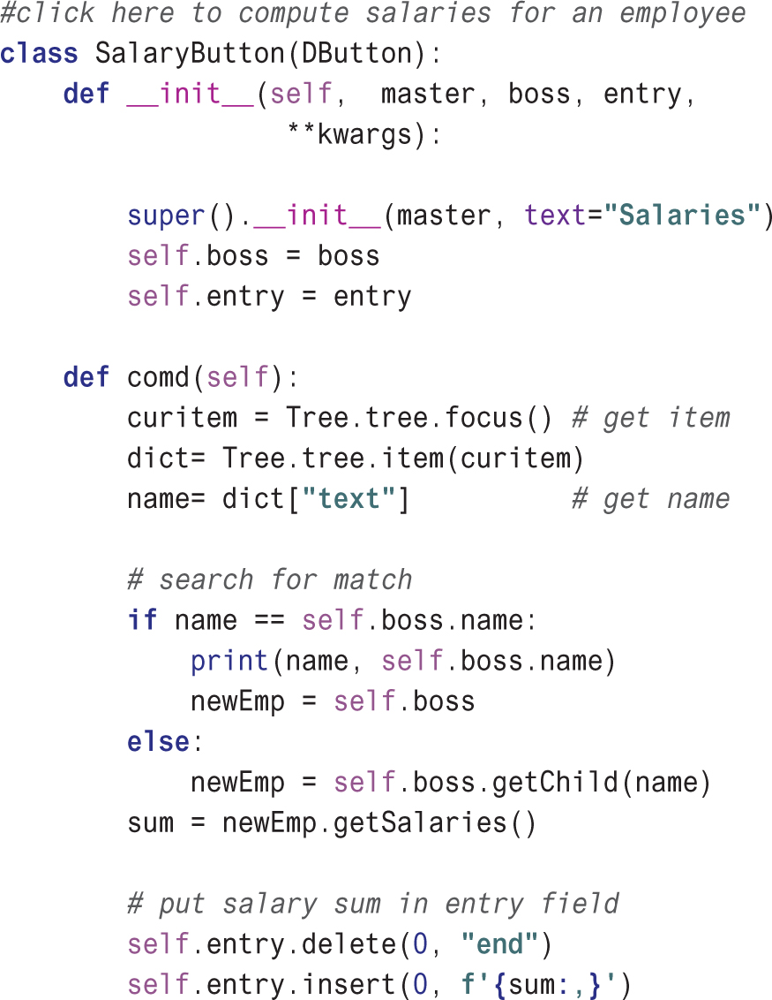 #click here to compute salaries for an employee
class SalaryButton(DButton):
    def __init__(self,  master, boss, entry,
                  **kwargs):

        super().__init__(master, text="Salaries")
        self.boss = boss
        self.entry = entry

    def comd(self):
        curitem = Tree.tree.focus() # get item
        dict= Tree.tree.item(curitem)
        name= dict["text"]          # get name

        # search for match
        if name == self.boss.name:
            print(name, self.boss.name)
            newEmp = self.boss
        else:
            newEmp = self.boss.getChild(name)
        sum = newEmp.getSalaries()

        # put salary sum in entry field
        self.entry.delete(0, "end")
        self.entry.insert(0, f'{sum:,}')